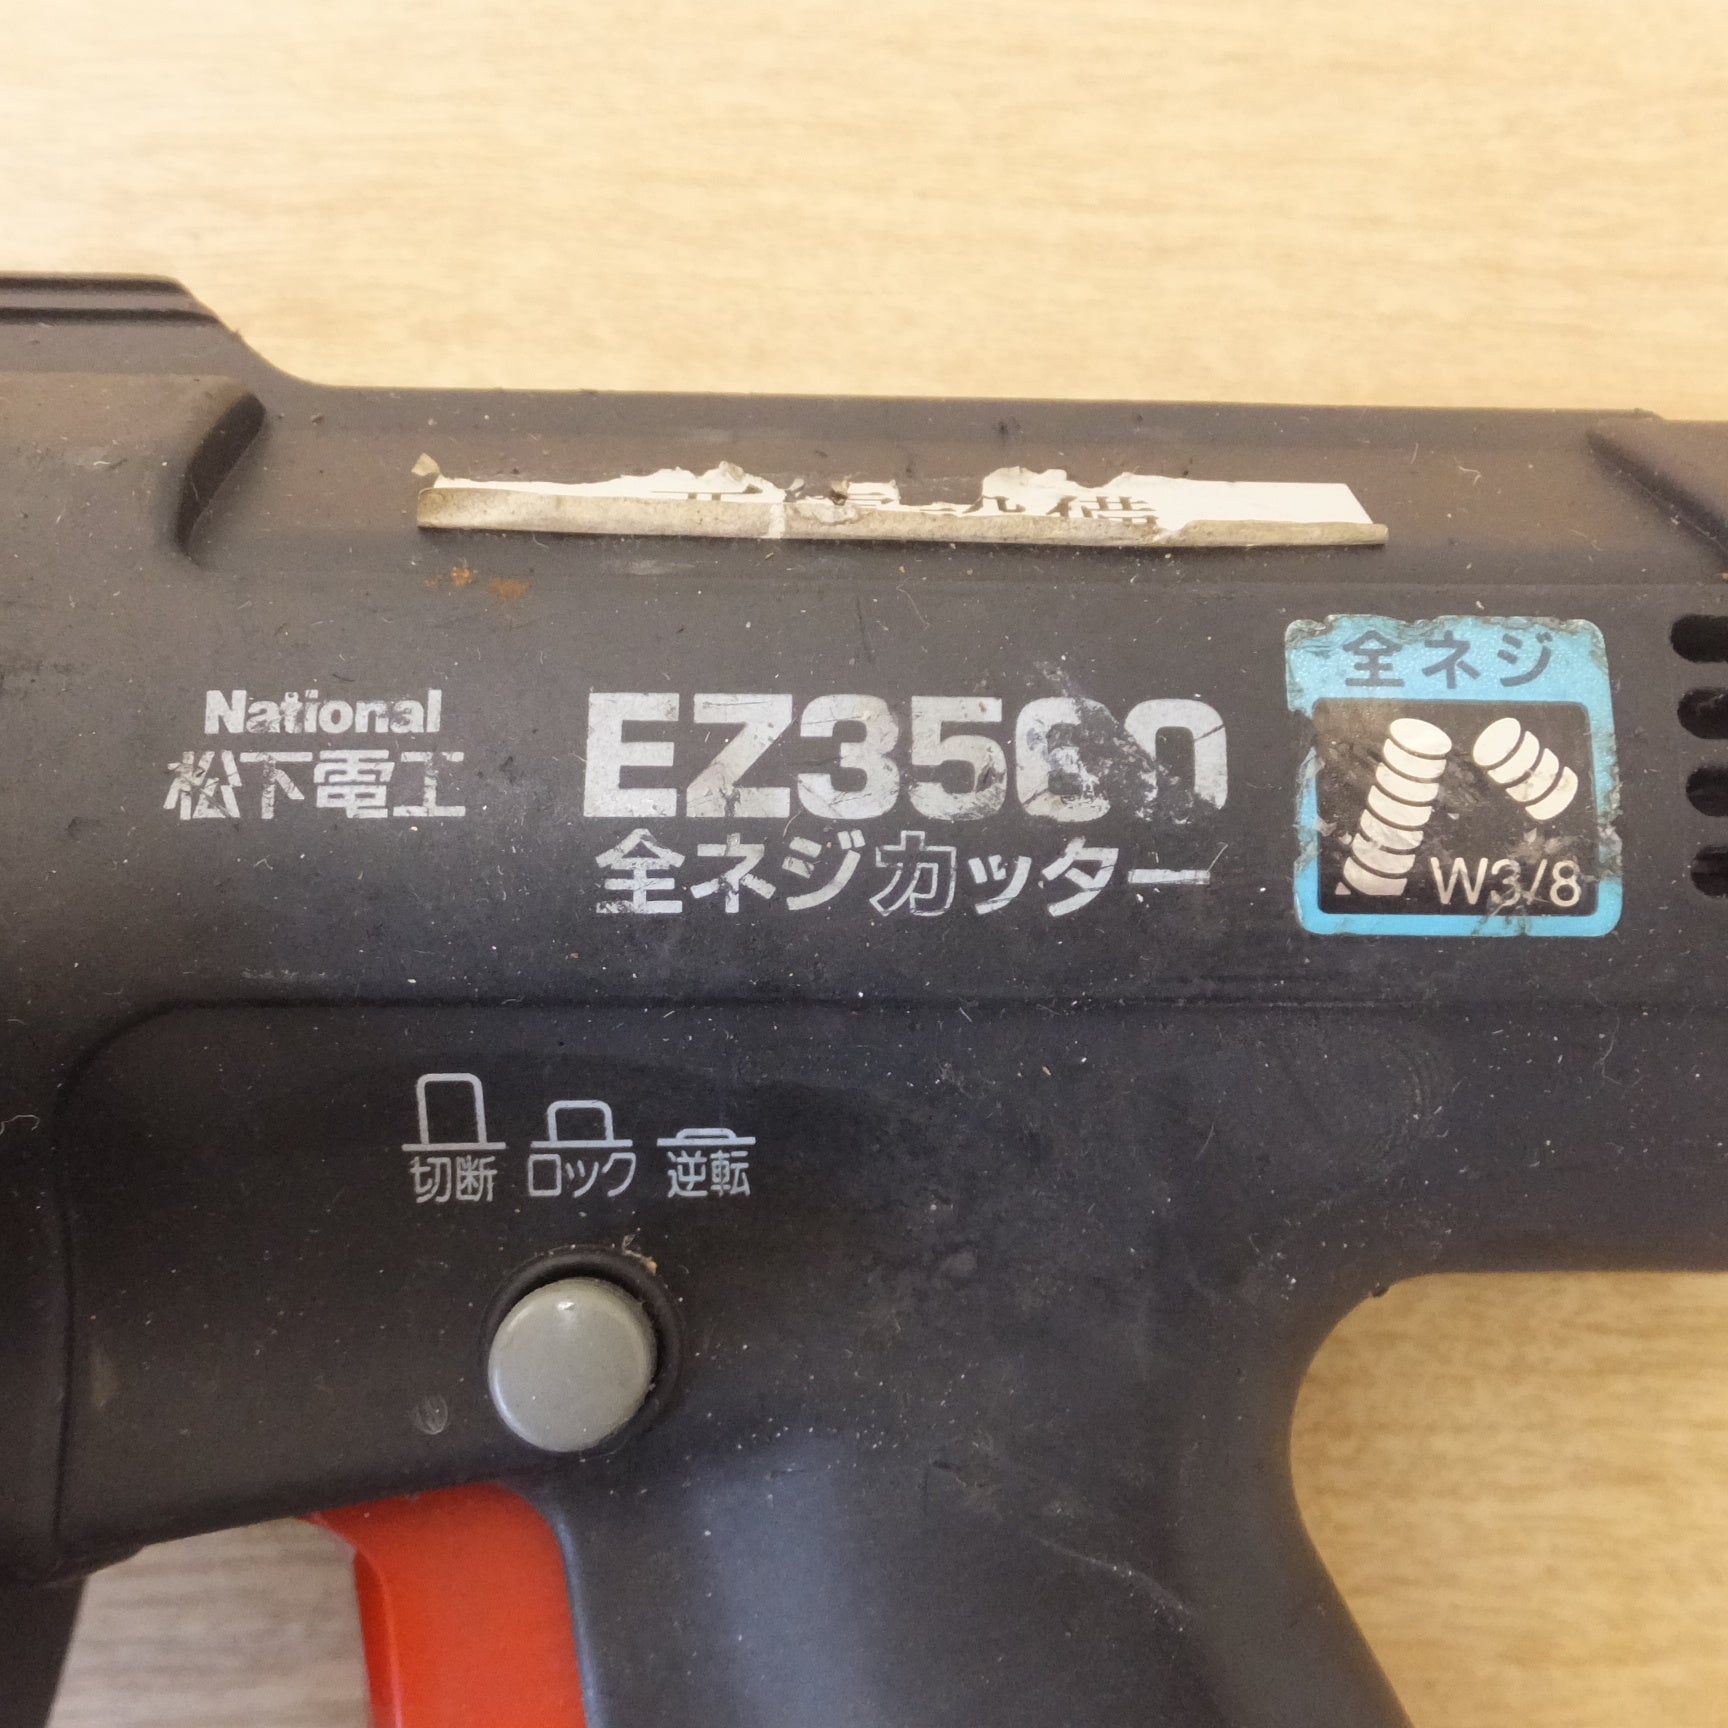 National
松下電工
EZ3560
全ネジカッター
全ネジ
W3/8
切断 ロック 逆転